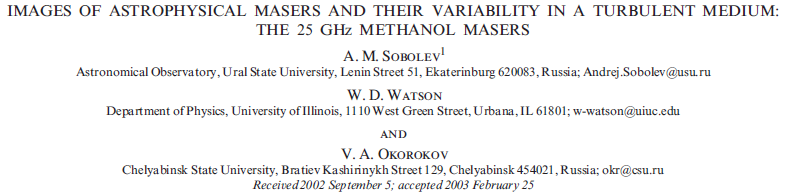 IMAGES OF ASTROPHYSICAL MASERS AND THEIR VARIABILITY IN A TURBULENT MEDIUM:
THE 25 GHz METHANOL MASERS
A. M. Sobolev1
Astronomical Observatory, Ural State University, Lenin Street 51, Ekaterinburg 620083, Russia; Andrej.Sobolev@usu.ru
W. D. Watson
Department of Physics, University of Illinois, 1110 West Green Street, Urbana, IL 61801; w-watson@uiuc.edu
and
V. A. Okorokov
Chelyabinsk State University, Bratiev Kashirinykh Street 129, Chelyabinsk 454021, Russia; okr@csu.ru
Received 2002 September 5; accepted 2003 February 25